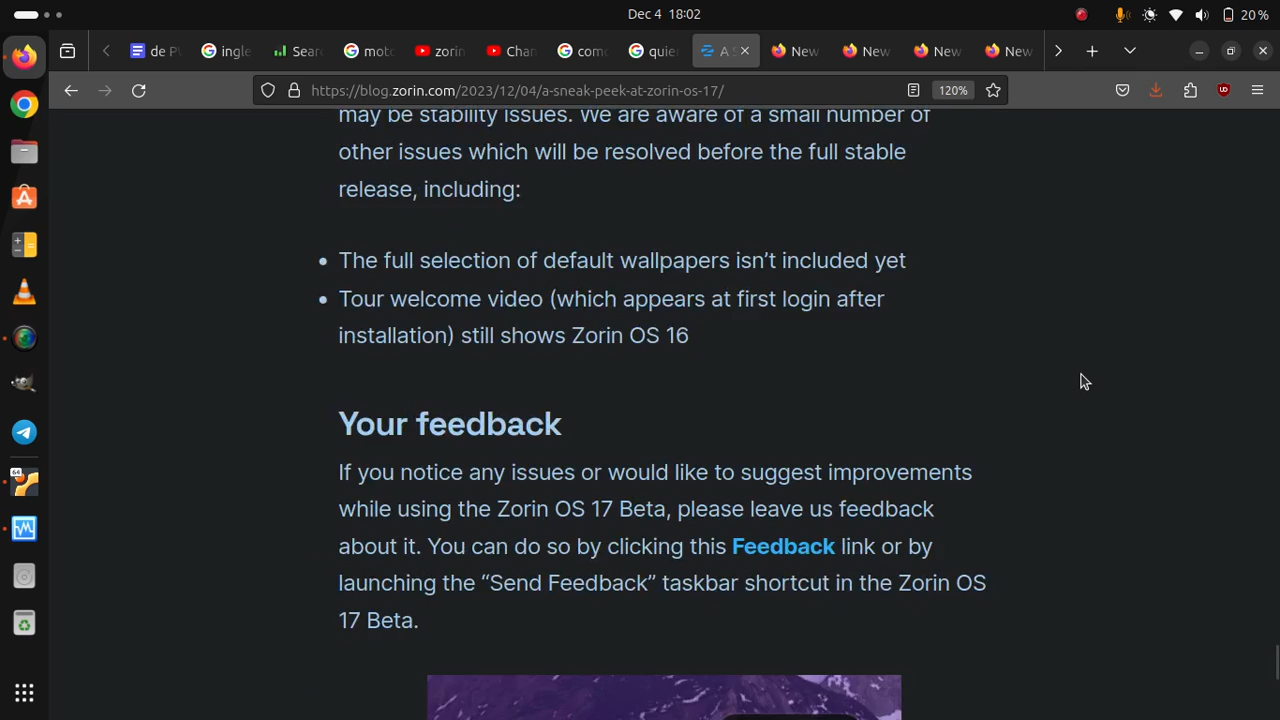 Dec 4 18:02
20 %
de P
ingle
Sear
moto
zorin
Chan
como
quier
A S
New
New
New
New
https://blog.zorin.com/2023/12/04/a-sneak-peek-at-zorin-os-17/
120%
may be stability issues. We are aware of a small number of
other issues which will be resolved before the full stable
release, including:
• The full selection of default wallpapers isn’t included yet
• Tour welcome video (which appears at first login after
installation) still shows Zorin OS 16
Your feedback
If you notice any issues or would like to suggest improvements
while using the Zorin OS 17 Beta, please leave us feedback
about it. You can do so by clicking this Feedback link or by
launching the “Send Feedback” taskbar shortcut in the Zorin OS
17 Beta.